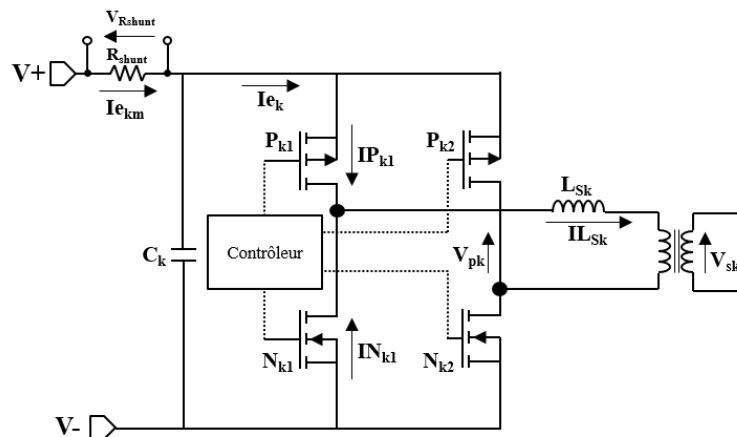 V_Rshunt
V+
R_shunt
Ie_km
Ie_k
P_k1
IP_k1
P_k2
L_Sk
IL_Sk
C_k
Contrôleur
V_pk
V_sk
N_k1
IN_k1
N_k2
V-